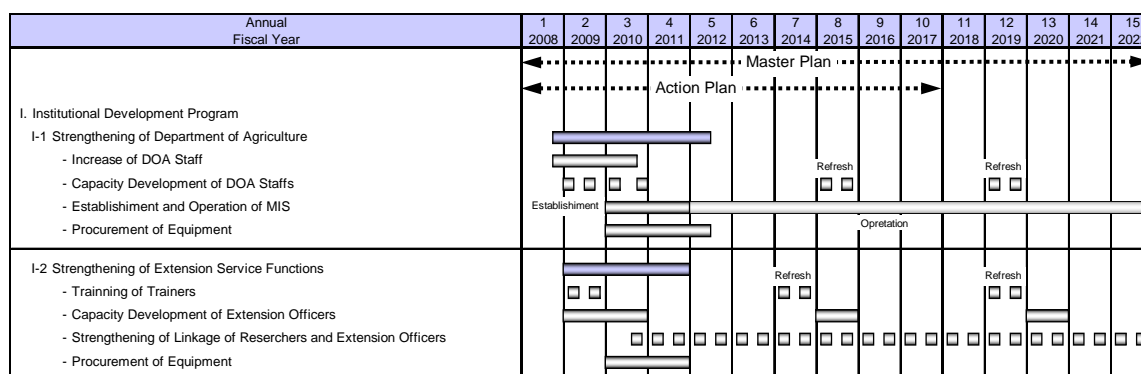 Annual 1 2 3 4 5 6 7 8 9 10 11 12 13 14 15
Fiscal Year 2008 2009 2010 2011 2012 2013 2014 2015 2016 2017 2018 2019 2020 2021
Master Plan
Action Plan
I. Institutional Development Program
I-1 Strengthening of Department of Agriculture
- Increase of DOA Staff Refresh Refresh
- Capacity Development of DOA Staffs
- Establishiment and Operation of MIS Establishiment
- Procurement of Equipment Opretation
I-2 Strengthening of Extension Service Functions Refresh Refresh
- Trainning of Trainers
- Capacity Development of Extension Officers
- Strengthening of Linkage of Reserchers and Extension Officers
- Procurement of Equipment